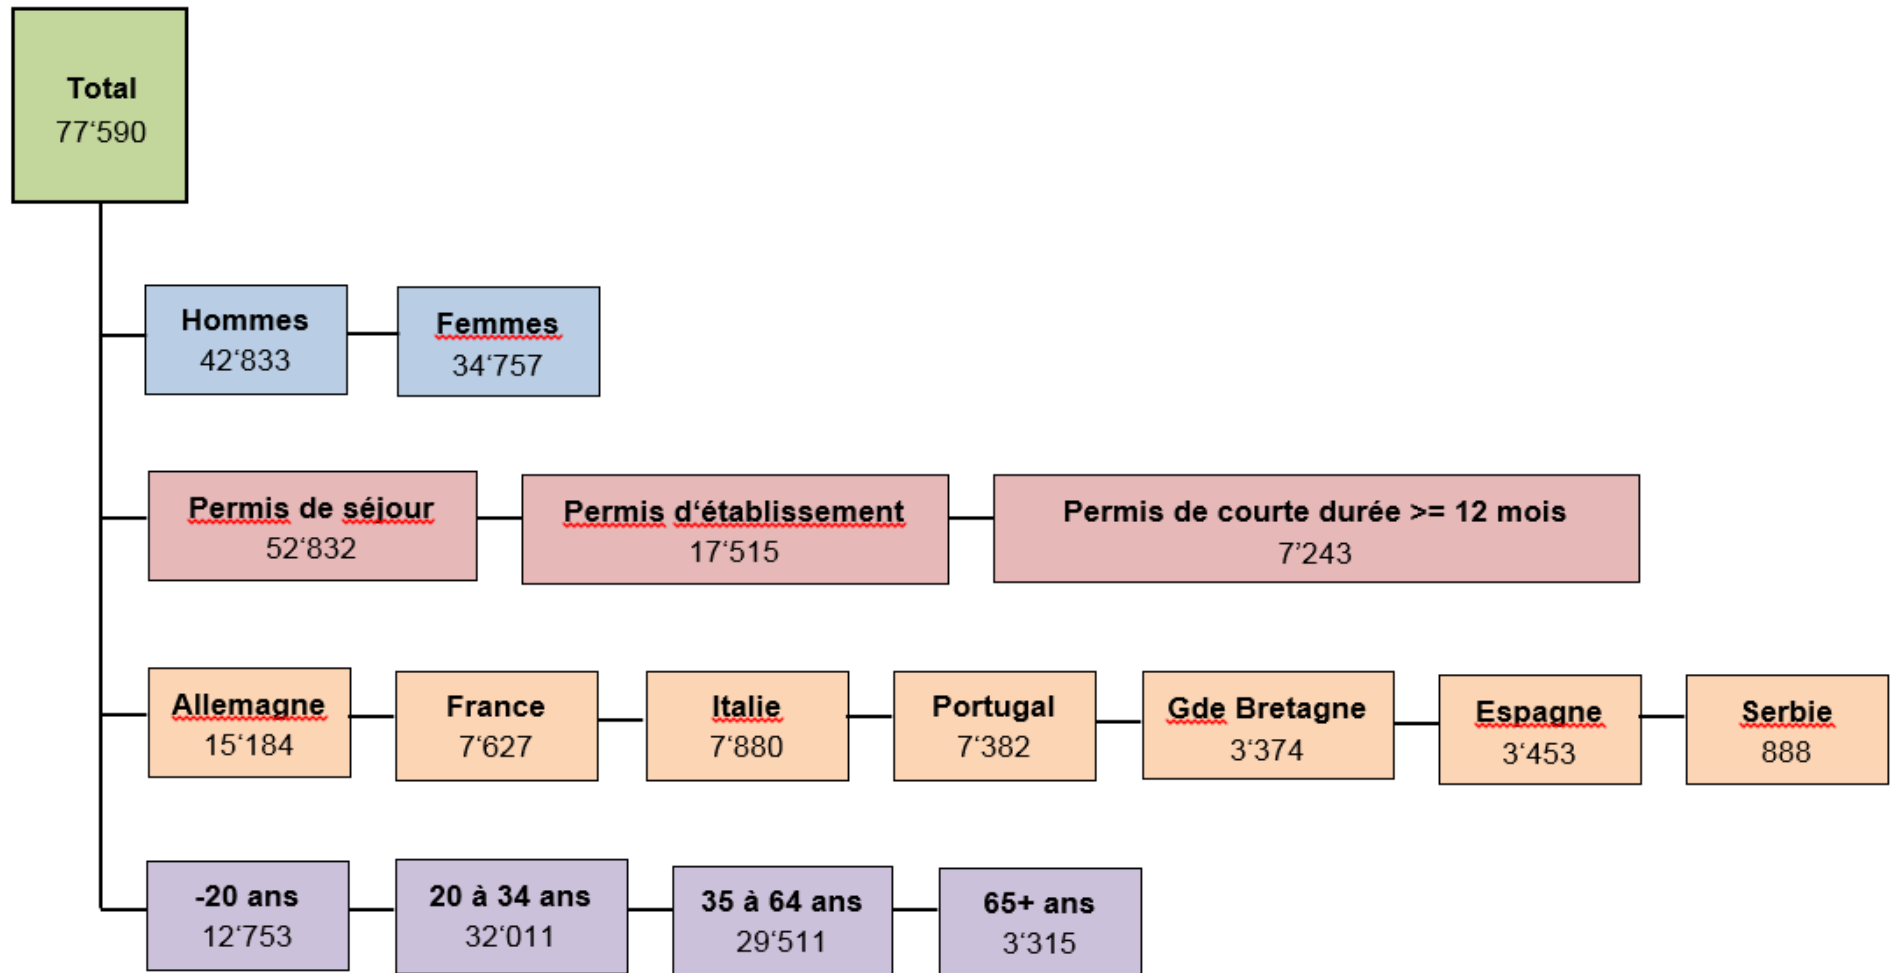 Total
77‘590
Hommes
42‘833
Femmes
34‘757
Permis de séjour
52‘832
Permis d‘établissement
17‘515
Permis de courte durée >= 12 mois
7’243
Allemagne
15‘184
France
7‘627
Italie
7‘880
Portugal
7‘382
Gde Bretagne
3‘374
Espagne
3‘453
Serbie
888
-20 ans
12‘753
20 à 34 ans
32‘011
35 à 64 ans
29‘511
65+ ans
3‘315